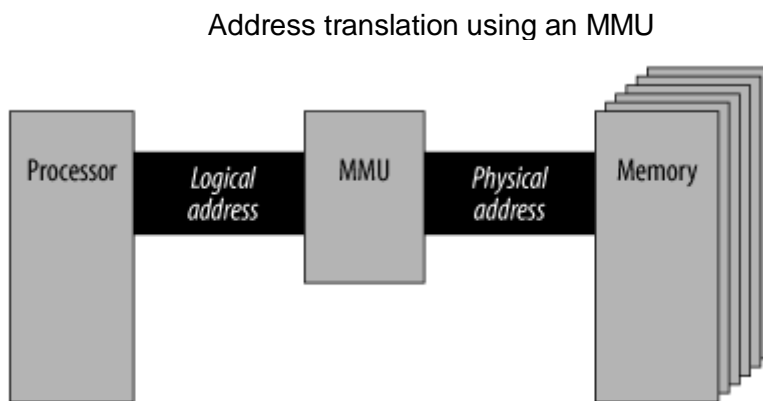 Address translation using an MMU
Processor
Logical
address
MMU
Physical
address
Memory